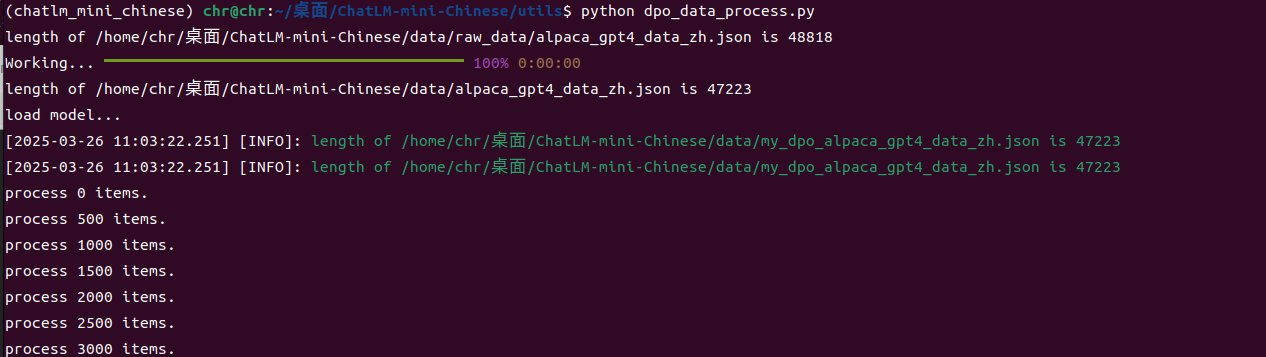 (chatlm_mini_chinese) chr@chr:~/桌面/ChatLM-mini-Chinese/utils$ python dpo_data_process.py
length of /home/chr/桌面/ChatLM-mini-Chinese/data/raw_data/alpaca_gpt4_data_zh.json is 48818
Working... 100% 0:00:00
length of /home/chr/桌面/ChatLM-mini-Chinese/data/alpaca_gpt4_data_zh.json is 47223
load model...
[2025-03-26 11:03:22.251] [INFO]: length of /home/chr/桌面/ChatLM-mini-Chinese/data/my_dpo_alpaca_gpt4_data_zh.json is 47223
[2025-03-26 11:03:22.251] [INFO]: length of /home/chr/桌面/ChatLM-mini-Chinese/data/my_dpo_alpaca_gpt4_data_zh.json is 47223
process 0 items.
process 500 items.
process 1000 items.
process 1500 items.
process 2000 items.
process 2500 items.
process 3000 items.